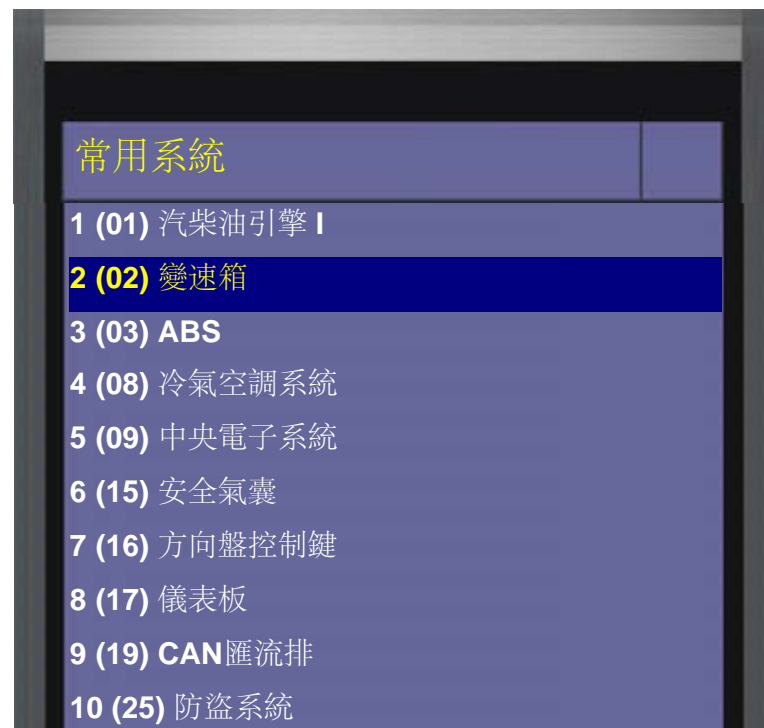 常用系統
1 (01) 汽柴油引擎 I
2 (02) 變速箱
3 (03) ABS
4 (08) 冷氣空調系統
5 (09) 中央電子系統
6 (15) 安全氣囊
7 (16) 方向盤控制鍵
8 (17) 儀表板
9 (19) CAN匯流排
10 (25) 防盜系統